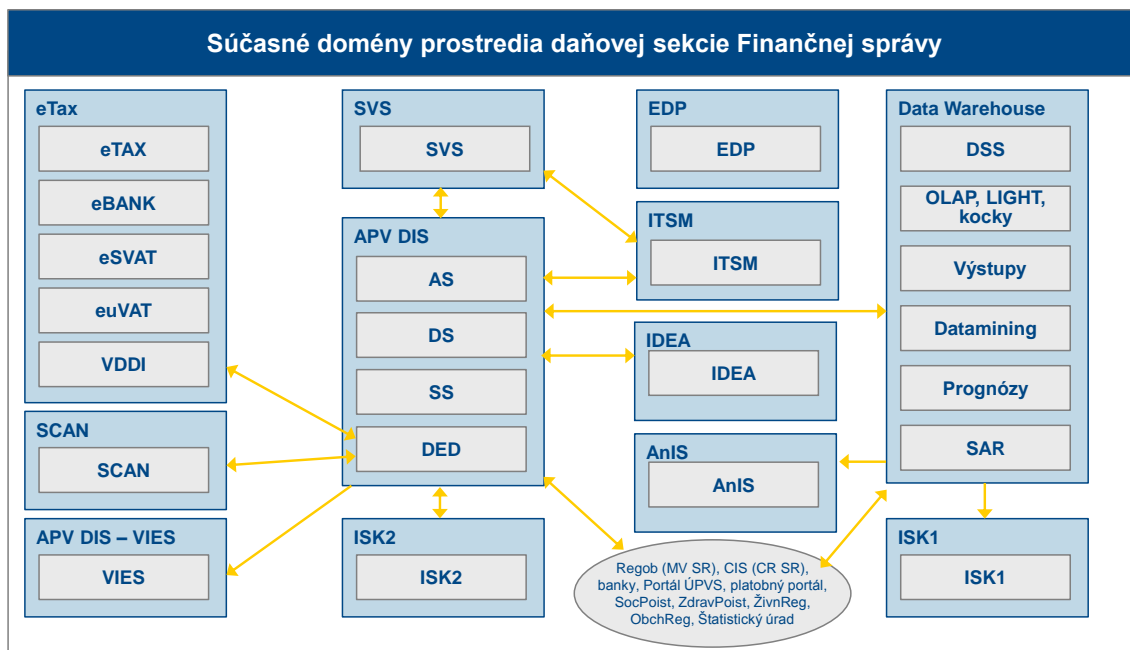 Súčasné domény prostredia daňovej sekcie Finančnej správy
eTax
eTAX
eBANK
eSVAT
euVAT
VDDI
SCAN
SCAN
APV DIS – VIES
VIES
SVS
SVS
APV DIS
AS
DS
SS
DED
ISK2
ISK2
EDP
EDP
ITSM
ITSM
IDEA
IDEA
AnIS
AnIS
Regob (MV SR), CIS (CR SR),
banky, Portál ÚPVS, platobný portál,
SocPoist, ZdravPoist, ŽivnReg,
ObchReg, Štatistický úrad
Data Warehouse
DSS
OLAP, LIGHT,
kocky
Výstupy
Datamining
Prognózy
SAR
ISK1
ISK1